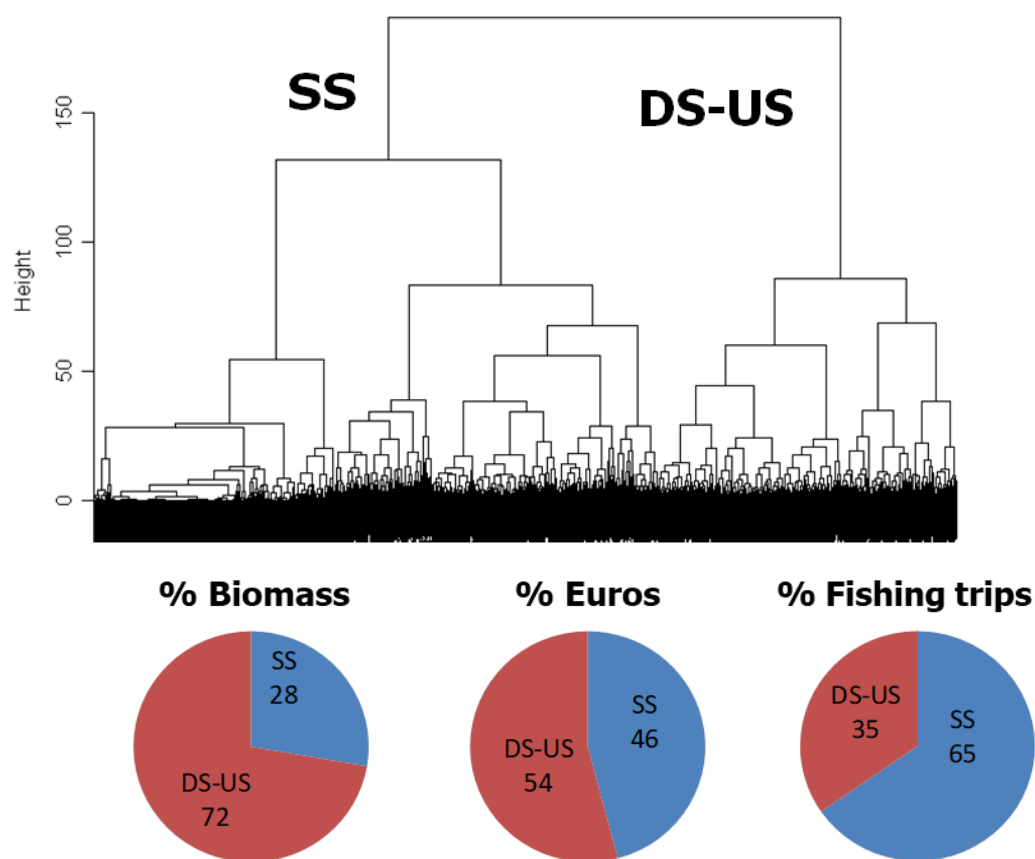 SS
DS-US
Height
150
100
50
0
% Biomass
% Euros
% Fishing trips
SS
28
DS-US
72
SS
46
DS-US
54
DS-US
35
SS
65